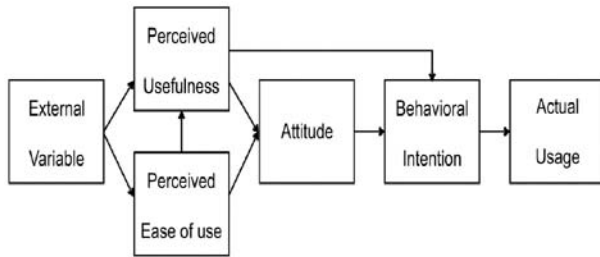 Perceived
Usefulness
External
Variable
Perceived
Ease of use
Attitude
Behavioral
Intention
Actual
Usage